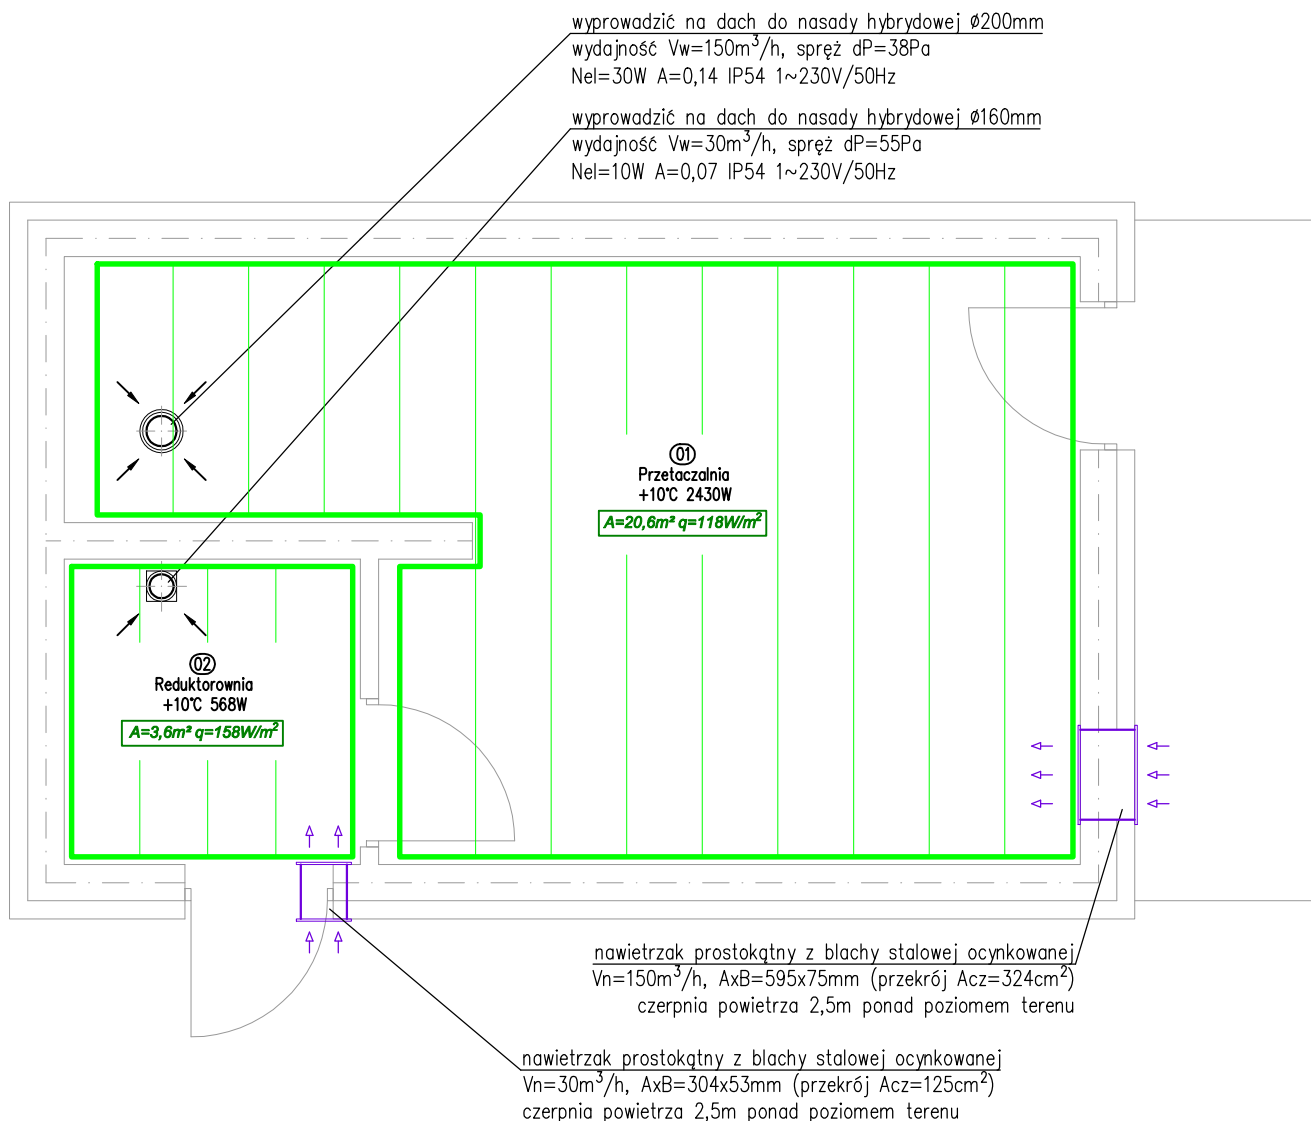 wyprowadzić na dach do nasady hybrydowej Ø200mm
wydajność Vw=150m³/h, spręż dP=38Pa
Nel=30W A=0,14 IP54 1~230V/50Hz
wyprowadzić na dach do nasady hybrydowej Ø160mm
wydajność Vw=30m³/h, spręż dP=55Pa
Nel=10W A=0,07 IP54 1~230V/50Hz
01
Przetaczalnia
+10°C 2430W
A=20,6m² q=118W/m²
02
Reduktorownia
+10°C 568W
A=3,6m² q=158W/m²
nawietrzak prostokątny z blachy stalowej ocynkowanej
Vn=150m³/h, AxB=595x75mm (przekrój Acz=324cm²)
czerpnia powietrza 2,5m ponad poziomem terenu
nawietrzak prostokątny z blachy stalowej ocynkowanej
Vn=30m³/h, AxB=304x53mm (przekrój Acz=125cm²)
czerpnia powietrza 2,5m ponad poziomem terenu